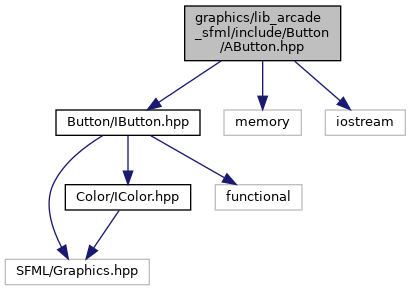 graphics/lib_arcade
_sfml/include/Button
/AButton.hpp
Button/IButton.hpp
memory
iostream
Color/IColor.hpp
functional
SFML/Graphics.hpp